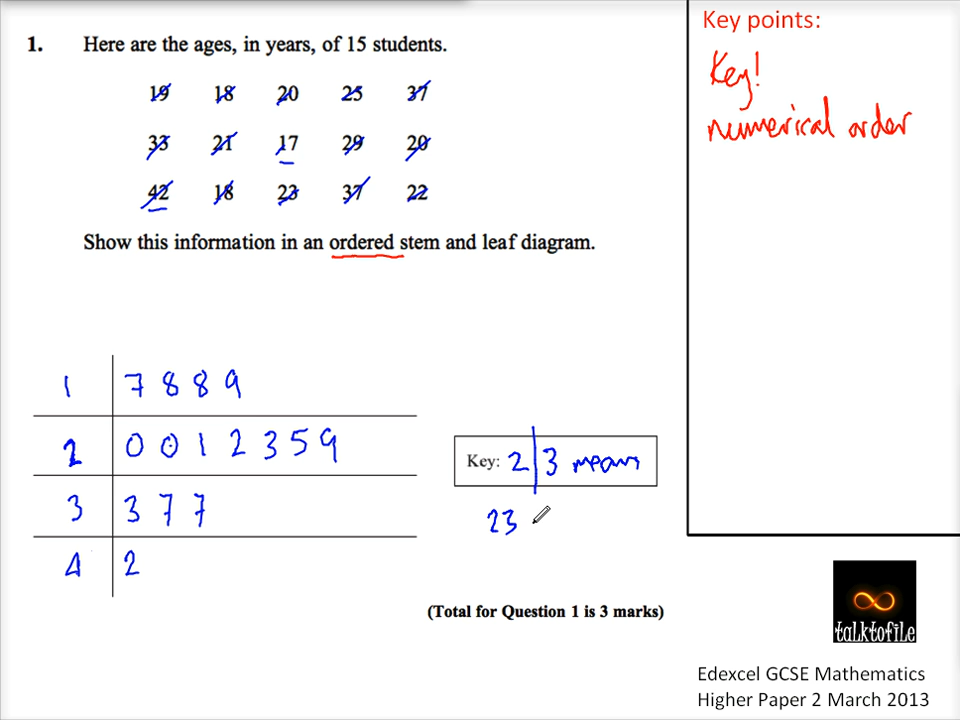 Key points:
Key!
numerical order
1. Here are the ages, in years, of 15 students.
19 18 20 25 37
33 21 17 29 20
42 18 23 37 22
Show this information in an ordered stem and leaf diagram.
1 | 7 8 8 9
2 | 0 0 1 2 3 5 9
3 | 3 7 7
4 | 2
Key: 2 | 3 means
23
(Total for Question 1 is 3 marks)
talktofile
Edexcel GCSE Mathematics
Higher Paper 2 March 2013